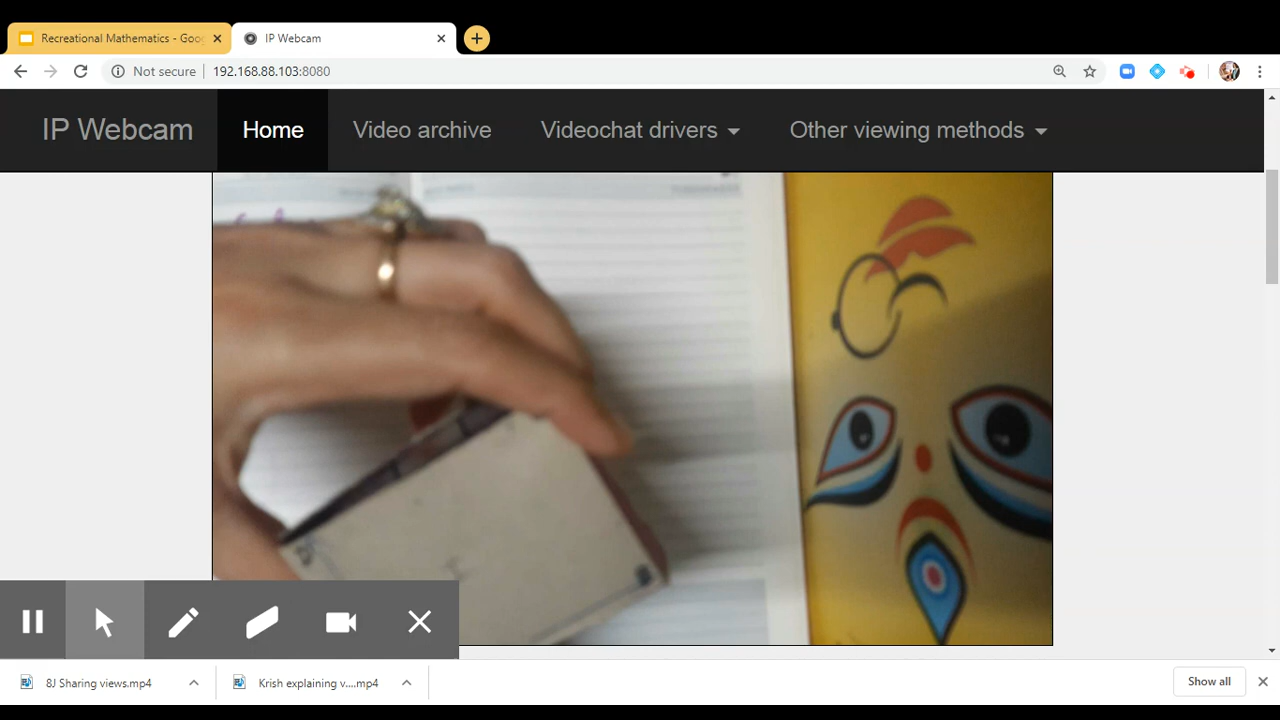 Recreational Mathematics - Goo
IP Webcam
Not secure
192.168.88.103:8080
IP Webcam
Home
Video archive
Videochat drivers
Other viewing methods
8J Sharing views.mp4
Krish explaining v....mp4
Show all